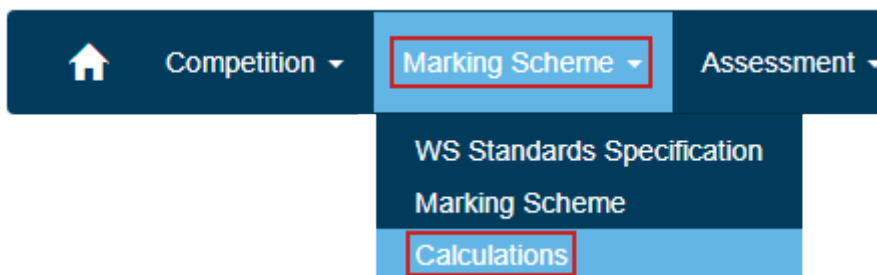 Competition Marking Scheme Assessment
WS Standards Specification
Marking Scheme
Calculations